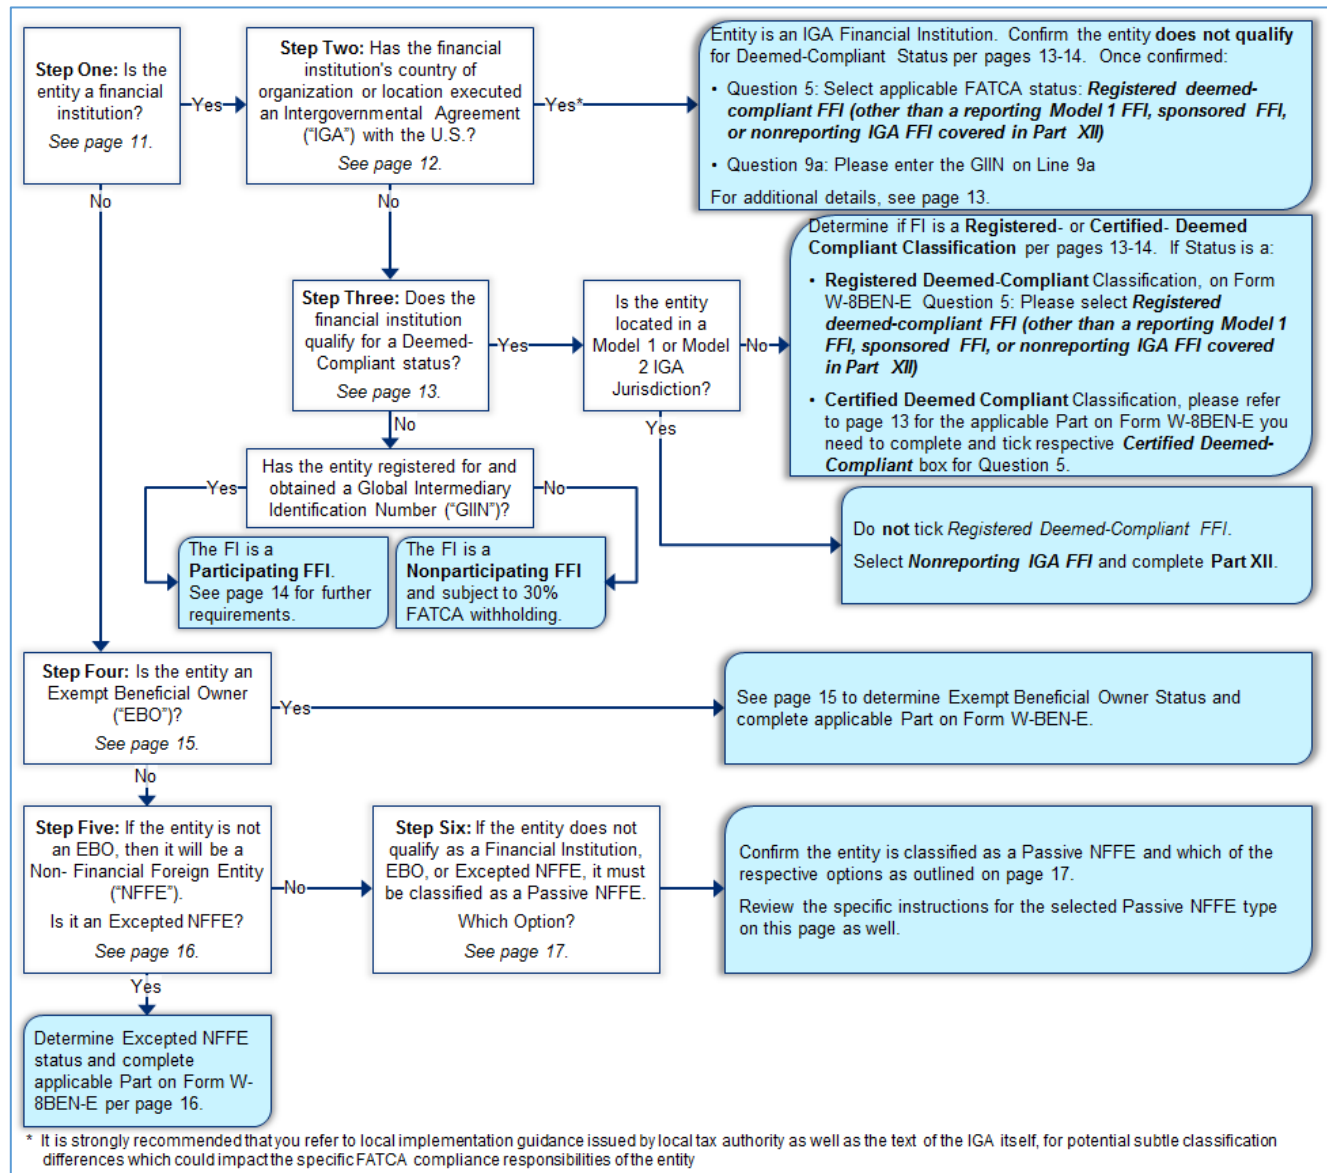 Step One: Is the
entity a financial
institution?
See page 11.
Yes
No
Step Two: Has the financial
institution's country of
organization or location executed
an Intergovernmental Agreement
("IGA") with the U.S.?
See page 12.
Yes*
No
Entity is an IGA Financial Institution. Confirm the entity does not qualify
for Deemed-Compliant Status per pages 13-14. Once confirmed:
• Question 5: Select applicable FATCA status: Registered deemed-
compliant FFI (other than a reporting Model 1 FFI, sponsored FFI,
or nonreporting IGA FFI covered in Part XII)
• Question 9a: Please enter the GIIN on Line 9a
For additional details, see page 13.
Step Three: Does the
financial institution
qualify for a Deemed-
Compliant status?
See page 13.
Yes
No
Is the entity
located in a
Model 1 or Model
2 IGA
Jurisdiction?
No
Yes
Determine if FI is a Registered- or Certified- Deemed
Compliant Classification per pages 13-14. If Status is a:
• Registered Deemed-Compliant Classification, on Form
W-8BEN-E Question 5: Please select Registered
deemed-compliant FFI (other than a reporting Model 1
FFI, sponsored FFI, or nonreporting IGA FFI covered
in Part XII)
• Certified Deemed Compliant Classification, please refer
to page 13 for the applicable Part on Form W-8BEN-E you
need to complete and tick respective Certified Deemed-
Compliant box for Question 5.
Has the entity registered for and
obtained a Global Intermediary
Identification Number ("GIIN")?
Yes
No
The FI is a
Participating FFI.
See page 14 for further
requirements.
The FI is a
Nonparticipating FFI
and subject to 30%
FATCA withholding.
Do not tick Registered Deemed-Compliant FFI.
Select Nonreporting IGA FFI and complete Part XII.
Step Four: Is the entity an
Exempt Beneficial Owner
("EBO")?
See page 15.
Yes
No
See page 15 to determine Exempt Beneficial Owner Status and
complete applicable Part on Form W-BEN-E.
Step Five: If the entity is not
an EBO, then it will be a
Non- Financial Foreign Entity
("NFFE").
Is it an Excepted NFFE?
See page 16.
No
Yes
Step Six: If the entity does not
qualify as a Financial Institution,
EBO, or Excepted NFFE, it must
be classified as a Passive NFFE.
Which Option?
See page 17.
Confirm the entity is classified as a Passive NFFE and which of the
respective options as outlined on page 17.
Review the specific instructions for the selected Passive NFFE type
on this page as well.
Determine Excepted NFFE
status and complete
applicable Part on Form W-
8BEN-E per page 16.
* It is strongly recommended that you refer to local implementation guidance issued by local tax authority as well as the text of the IGA itself, for potential subtle classification
differences which could impact the specific FATCA compliance responsibilities of the entity